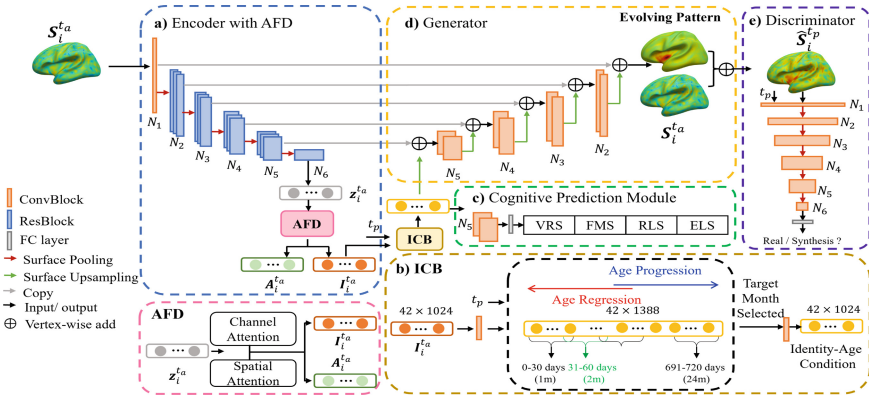 a) Encoder with AFD
S_i^{t_a}
N_1
N_2
N_3
N_4
N_5
N_6
z_i^{t_a}
AFD
A_i^{t_a}
I_i^{t_a}
t_p
ICB
d) Generator
Evolving Pattern
N_5
N_4
N_3
N_2
S_i^{t_a}
e) Discriminator
Ŝ_i^{t_p}
t_p
N_1
N_2
N_3
N_4
N_5
N_6
Real / Synthesis ?
c) Cognitive Prediction Module
N_5
VRS FMS RLS ELS
ConvBlock
ResBlock
FC layer
Surface Pooling
Surface Upsampling
Copy
Input/ output
Vertex-wise add
AFD
Channel
Attention
Spatial
Attention
z_i^{t_a}
I_i^{t_a}
A_i^{t_a}
b) ICB
42 × 1024
I_i^{t_a}
t_p
Age Progression
Age Regression
42 × 1388
0-30 days
(1m)
31-60 days
(2m)
691-720 days
(24m)
Target
Month
Selected
42 × 1024
Identity-Age
Condition